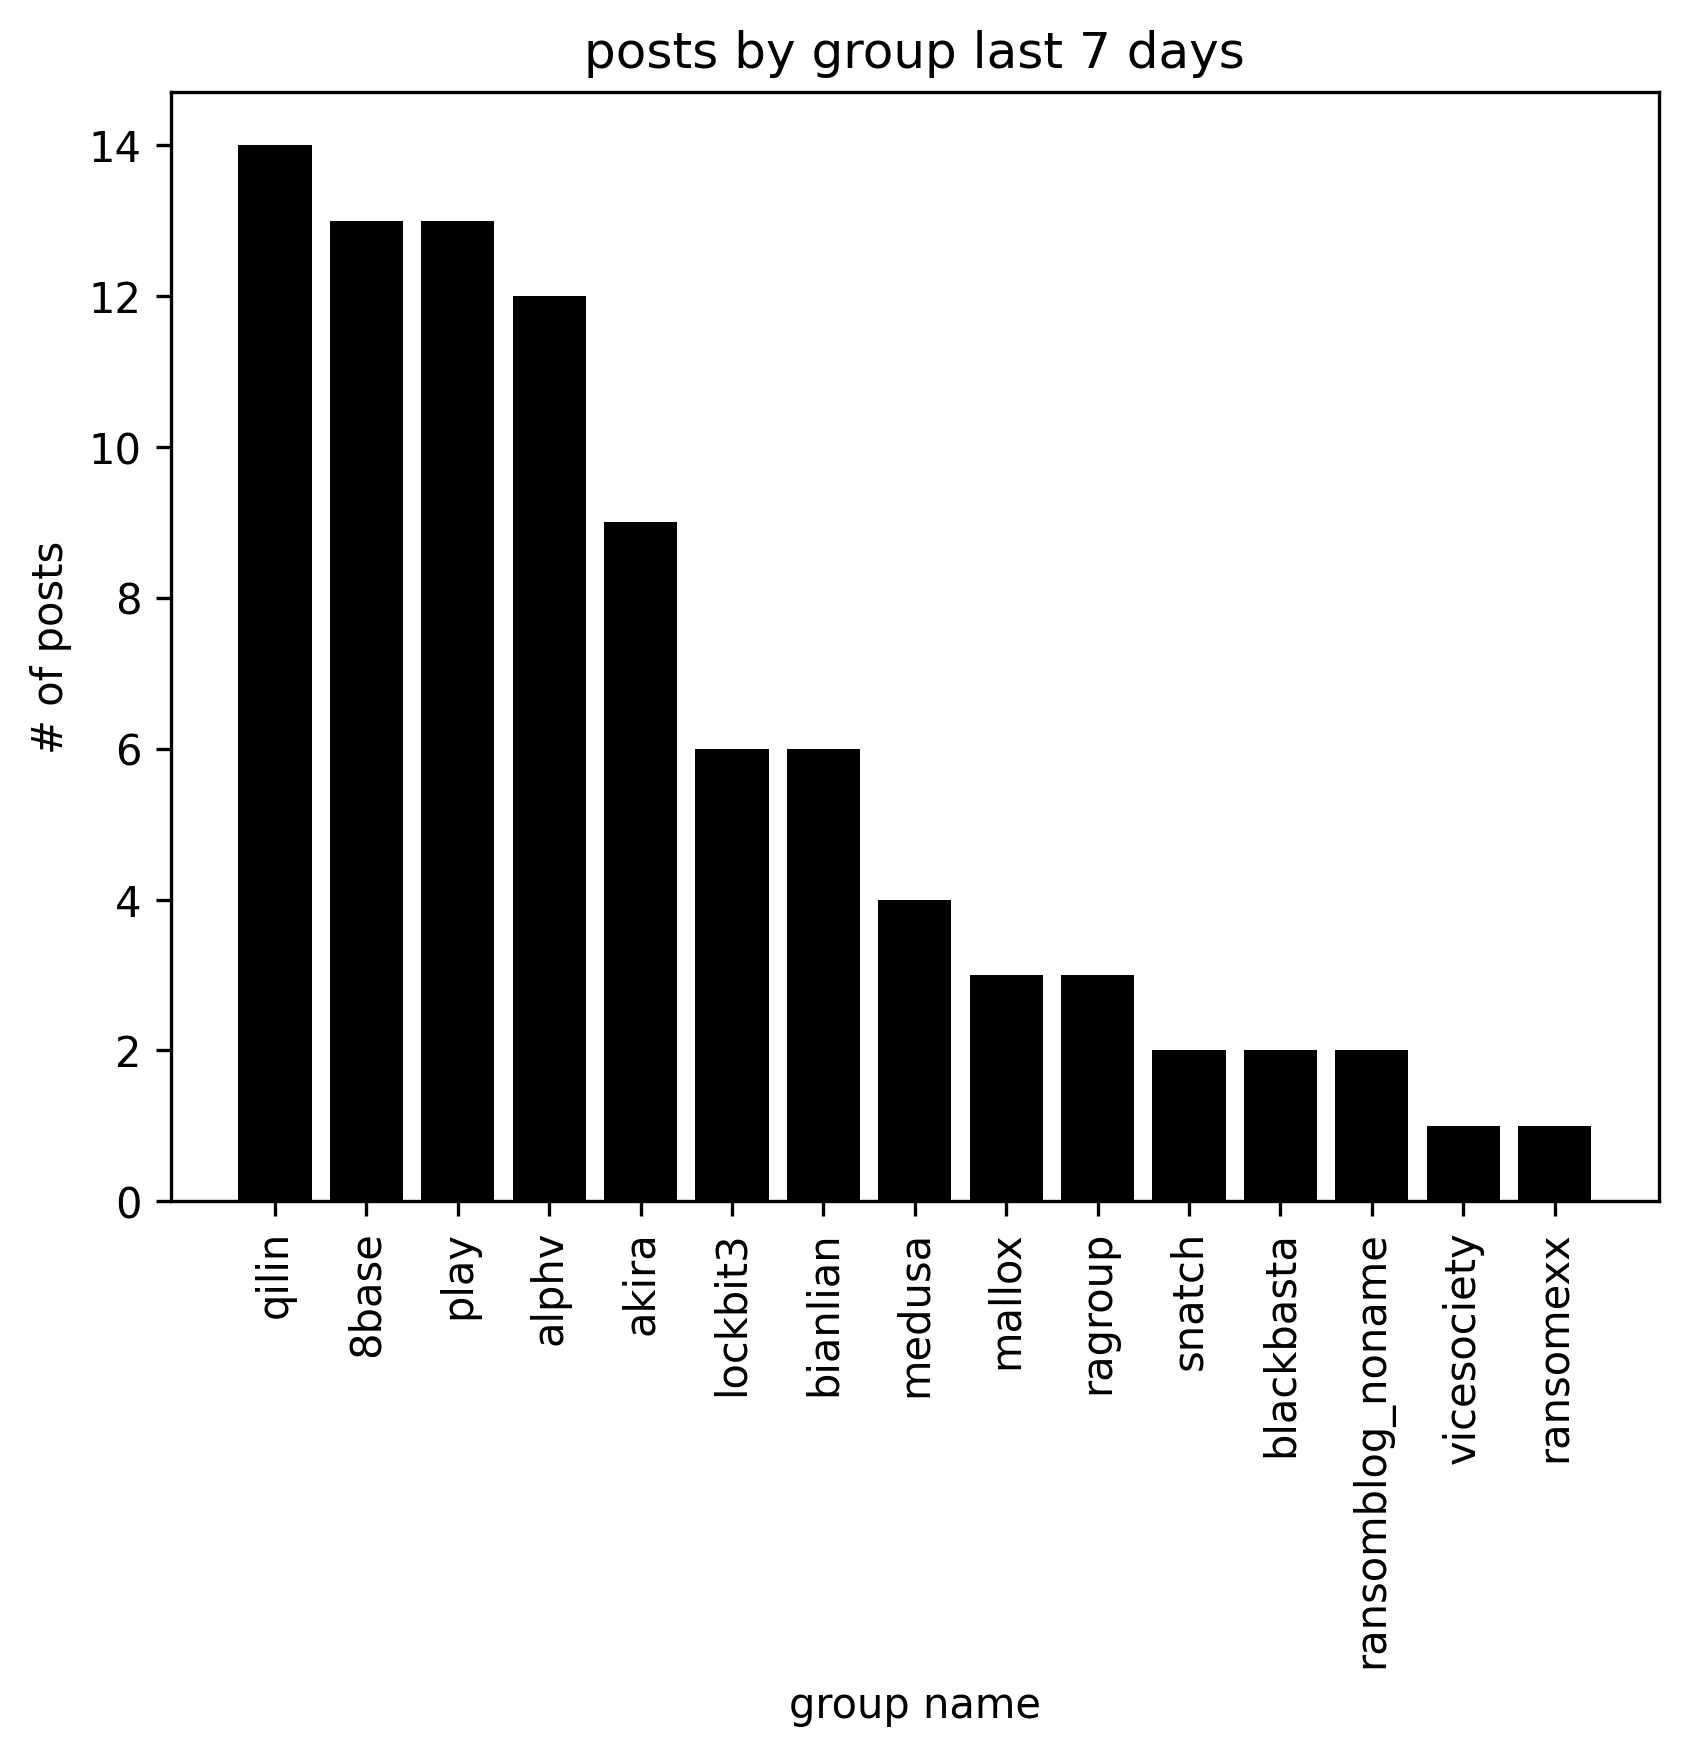 posts by group last 7 days
14
12
10
8
6
4
2
0
# of posts
qilin
8base
play
alphv
akira
lockbit3
bianlian
medusa
mallox
ragroup
snatch
blackbasta
ransomblog_noname
vicesociety
ransomexx
group name